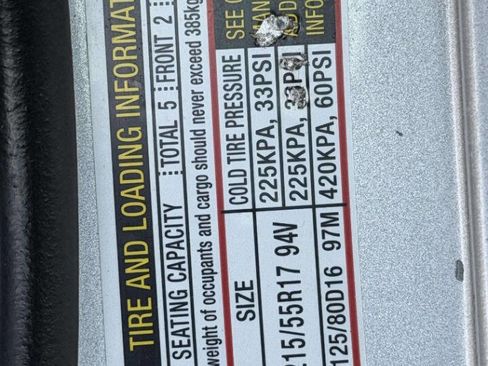 TIRE AND LOADING INFORMAT
SEATING CAPACITY TOTAL 5 FRONT 2
weight of occupants and cargo should never exceed 385kg
SIZE COLD TIRE PRESSURE SEE
215/55R17 94V 225KPA, 33PSI
225KPA, 33PSI
125/80D16 97M 420KPA, 60PSI INFO